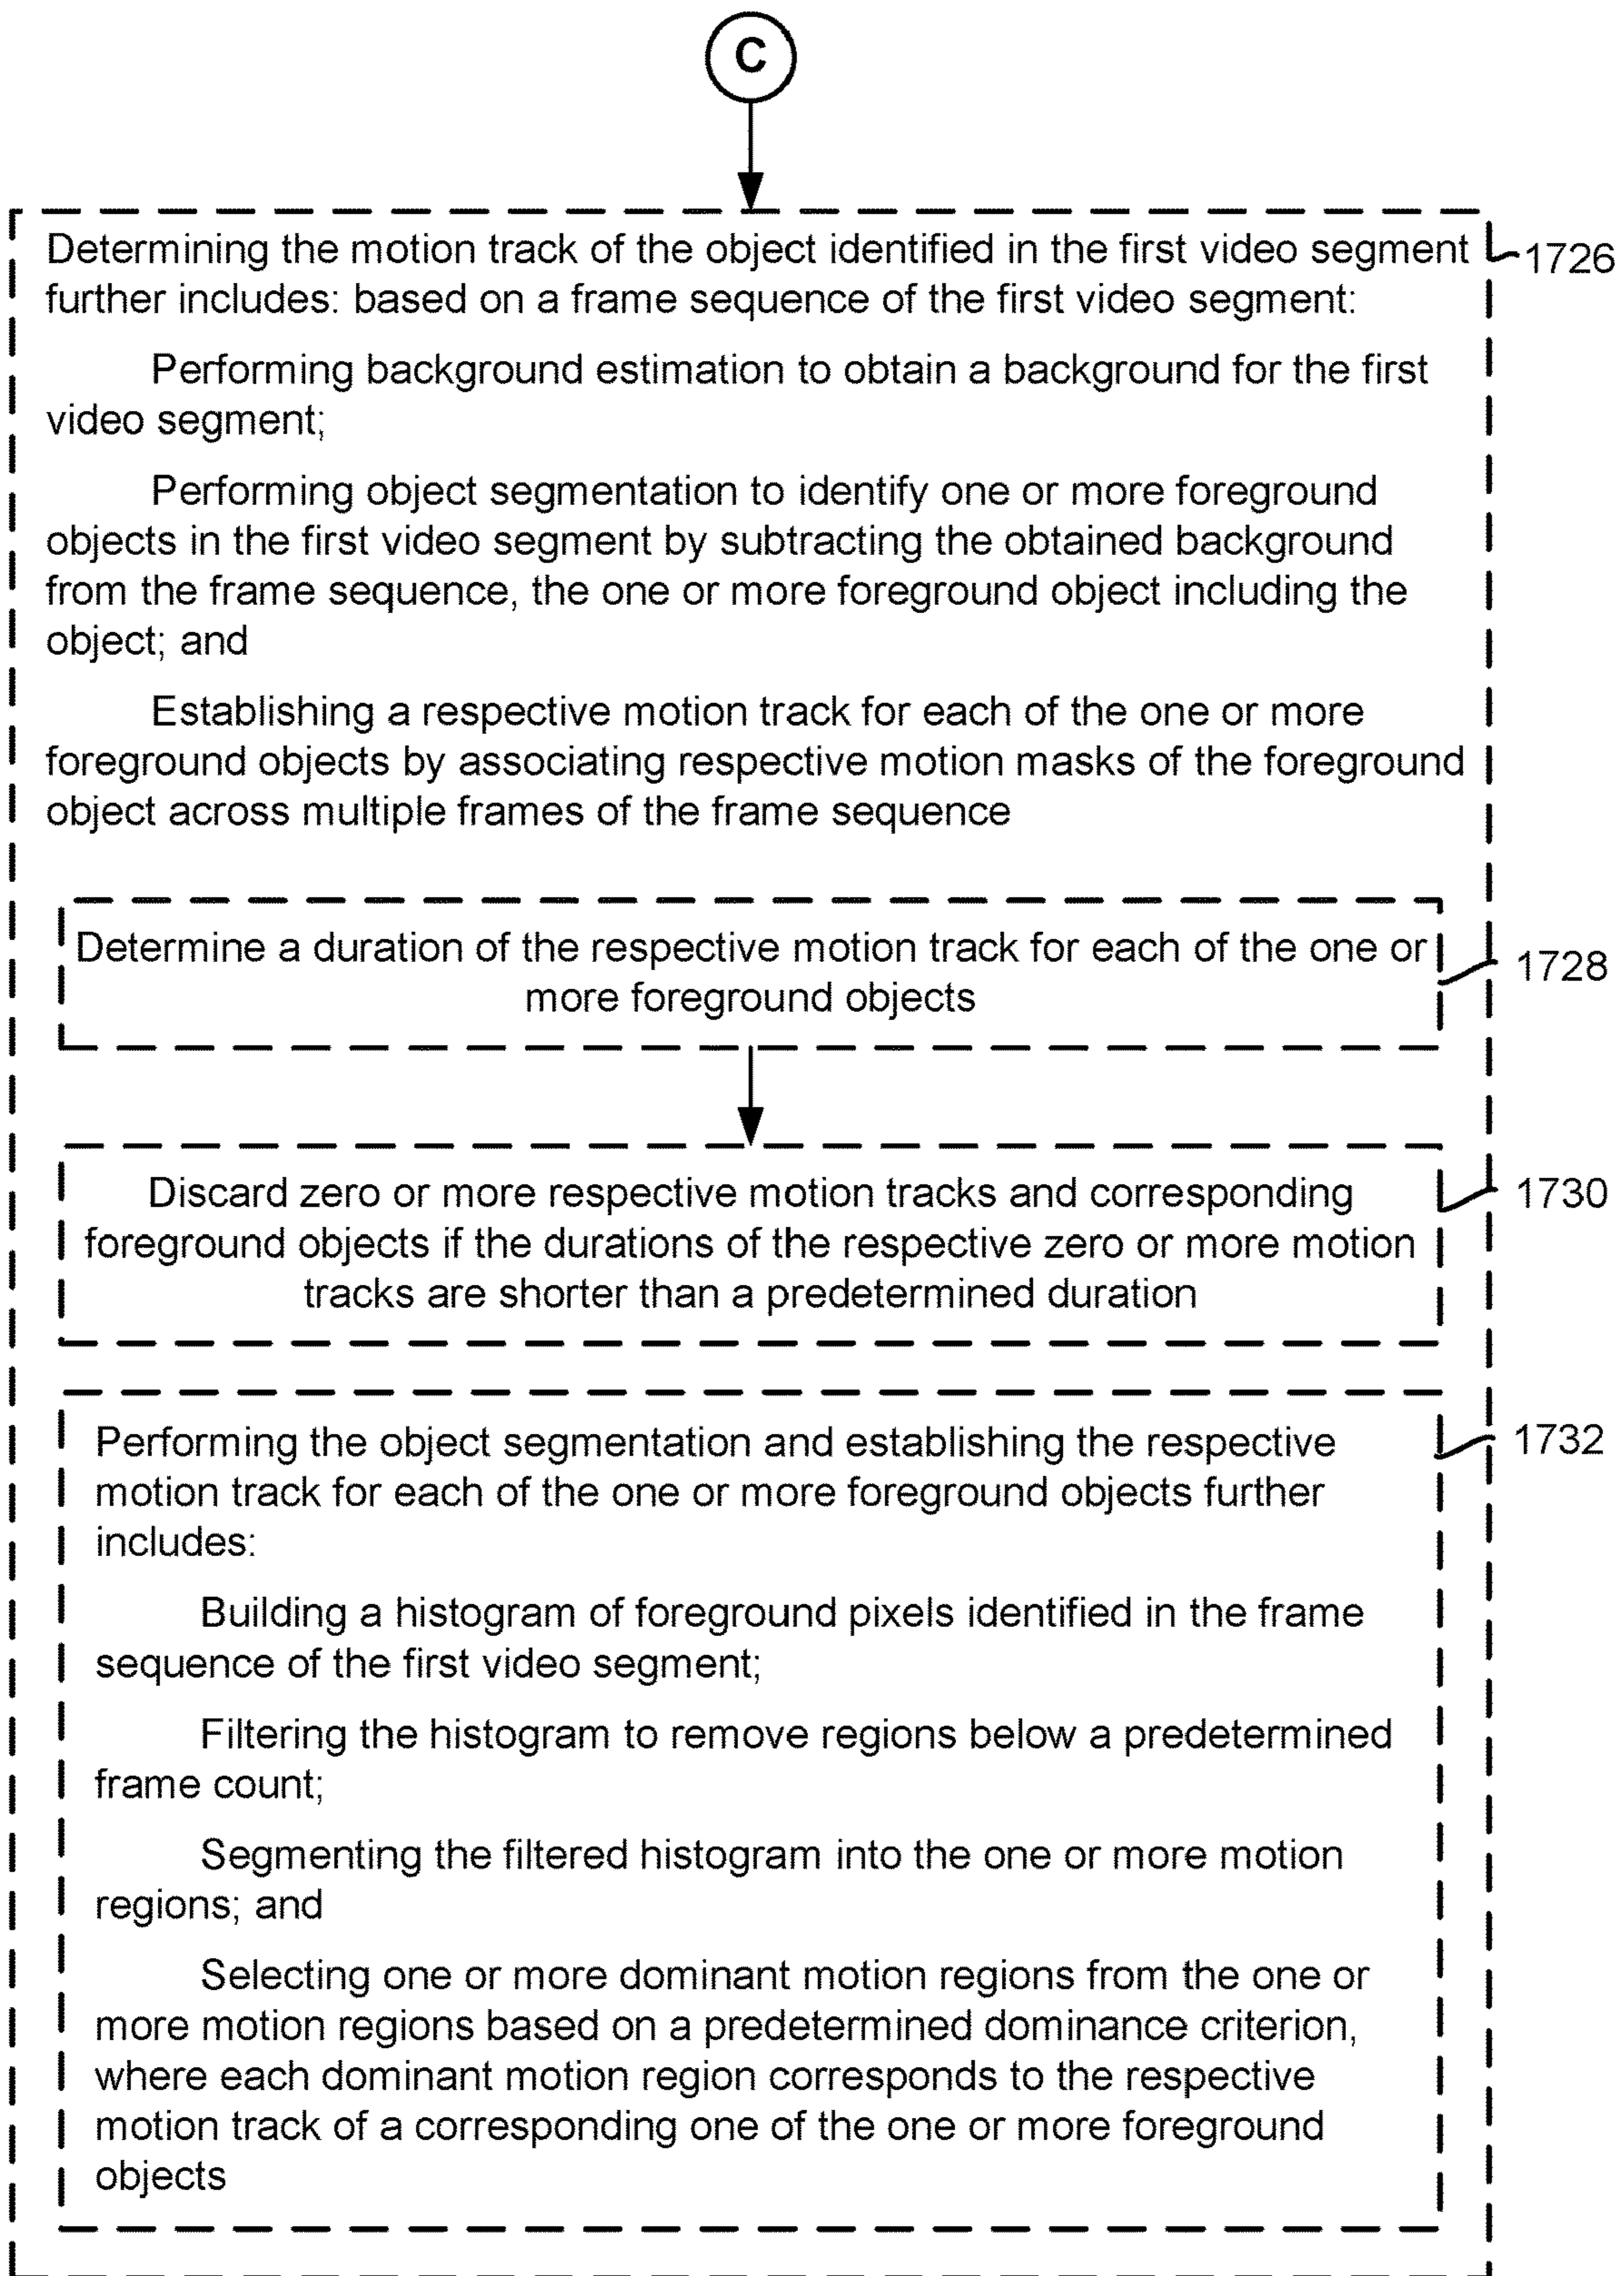 C
Determining the motion track of the object identified in the first video segment
further includes: based on a frame sequence of the first video segment:
1726
Performing background estimation to obtain a background for the first
video segment;
Performing object segmentation to identify one or more foreground
objects in the first video segment by subtracting the obtained background
from the frame sequence, the one or more foreground object including the
object; and
Establishing a respective motion track for each of the one or more
foreground objects by associating respective motion masks of the foreground
object across multiple frames of the frame sequence
Determine a duration of the respective motion track for each of the one or
more foreground objects
1728
Discard zero or more respective motion tracks and corresponding
foreground objects if the durations of the respective zero or more motion
tracks are shorter than a predetermined duration
1730
Performing the object segmentation and establishing the respective
motion track for each of the one or more foreground objects further
includes:
1732
Building a histogram of foreground pixels identified in the frame
sequence of the first video segment;
Filtering the histogram to remove regions below a predetermined
frame count;
Segmenting the filtered histogram into the one or more motion
regions; and
Selecting one or more dominant motion regions from the one or
more motion regions based on a predetermined dominance criterion,
where each dominant motion region corresponds to the respective
motion track of a corresponding one of the one or more foreground
objects